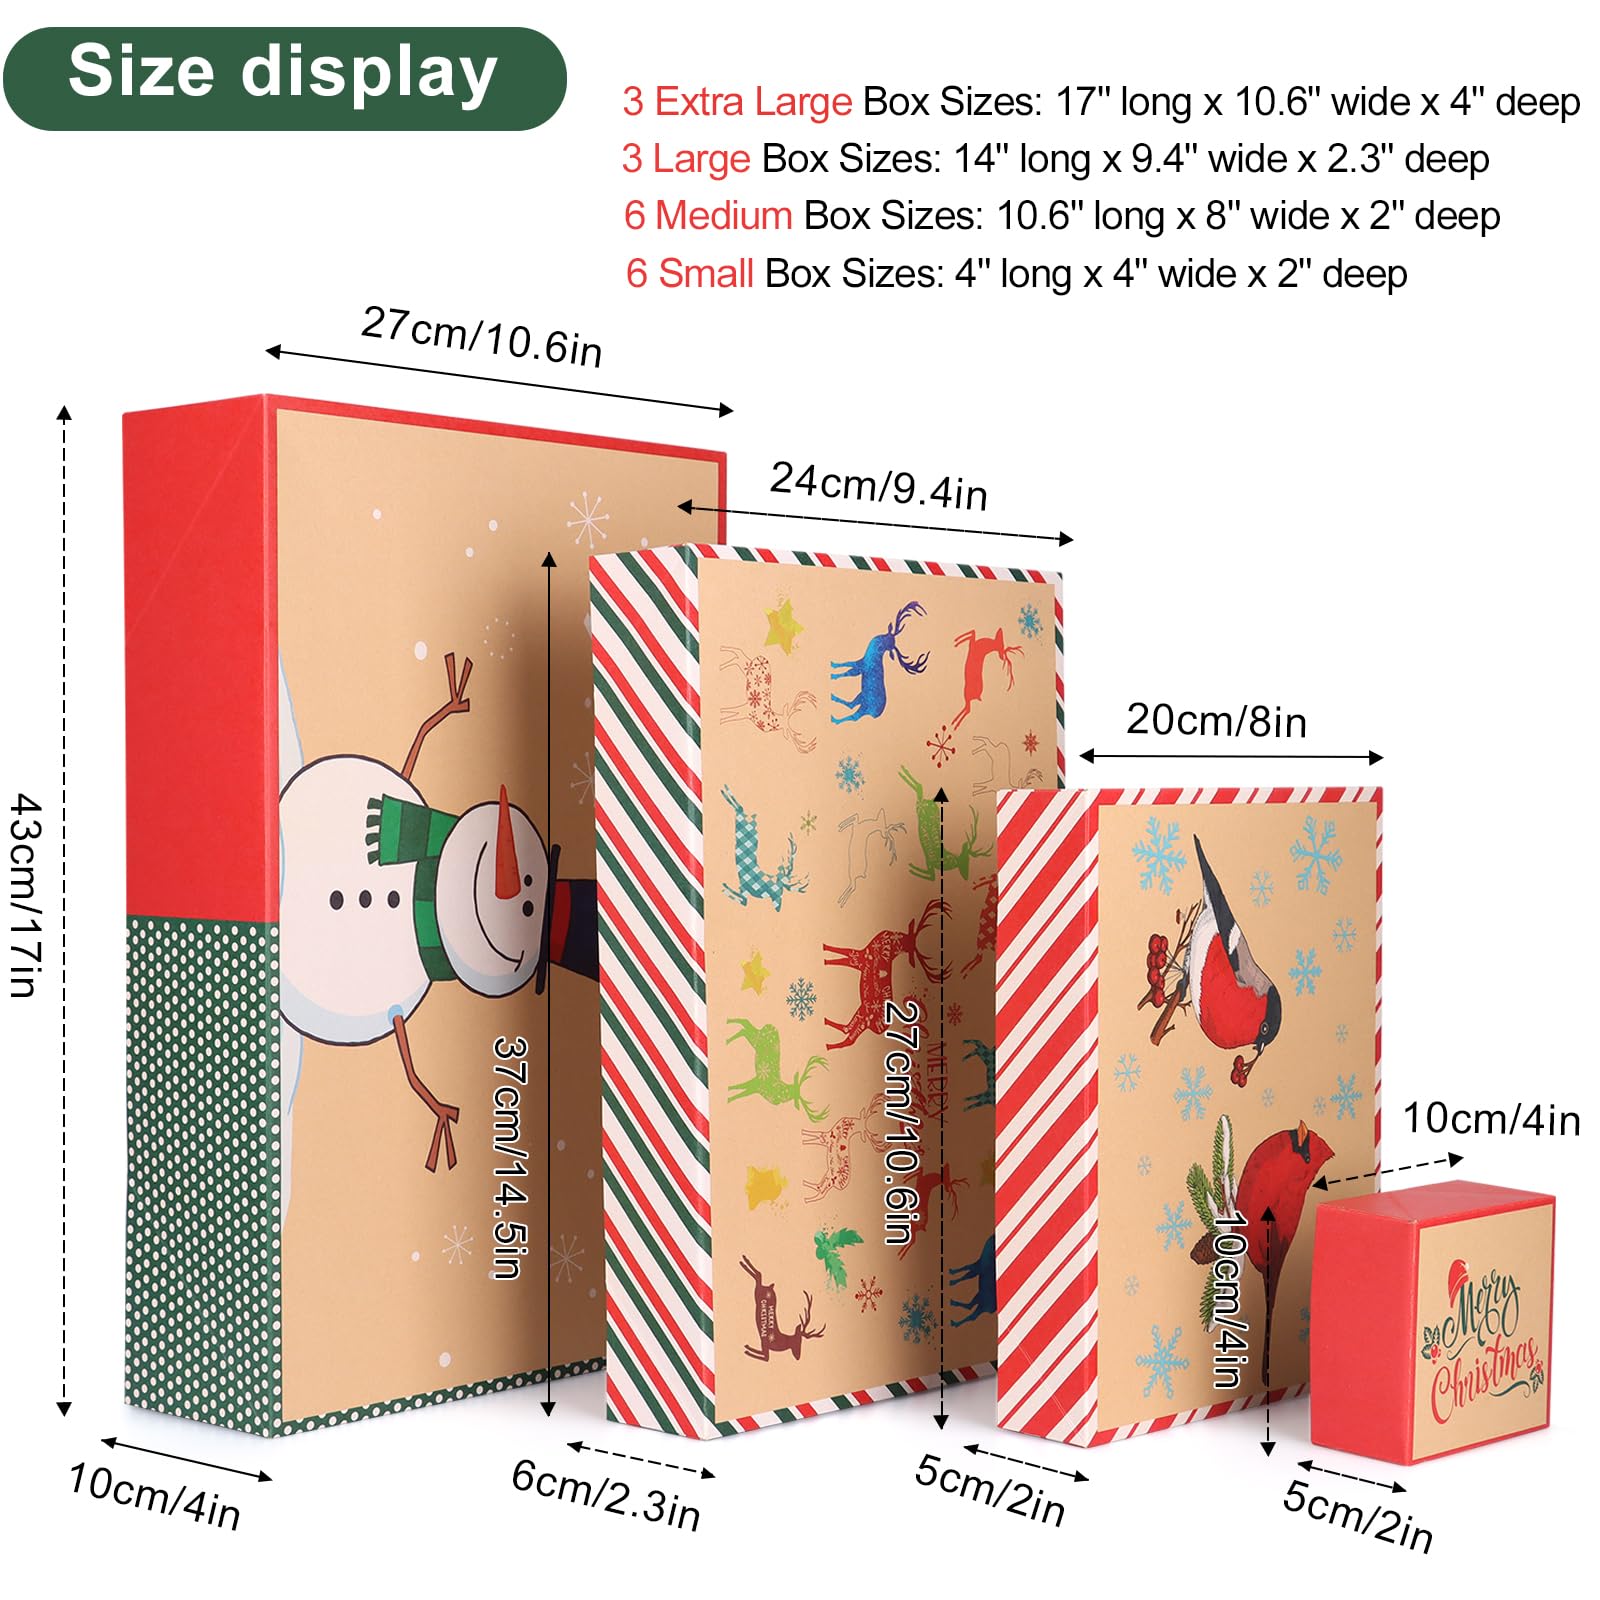 Size display
3 Extra Large Box Sizes: 17" long x 10.6" wide x 4" deep
3 Large Box Sizes: 14" long x 9.4" wide x 2.3" deep
6 Medium Box Sizes: 10.6" long x 8" wide x 2" deep
6 Small Box Sizes: 4" long x 4" wide x 2" deep
27cm/10.6in
24cm/9.4in
20cm/8in
10cm/4in
43cm/17in
37cm/14.5in
27cm/10.6in
10cm/4in
10cm/4in
6cm/2.3in
5cm/2in
5cm/2in
MERRY
MERRY
CHRISTMAS
Merry
Christmas